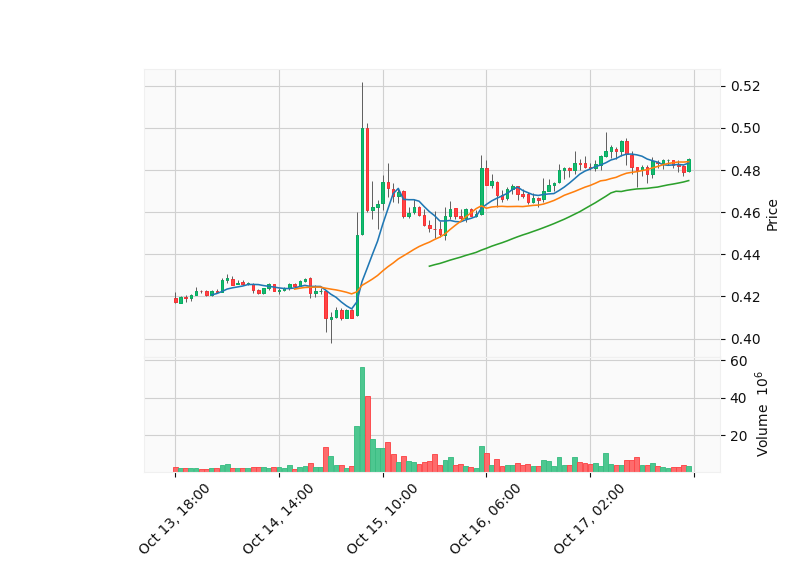 0.52
0.50
0.48
0.46
0.44
0.42
0.40
Price
60
40
20
Volume 10^6
Oct 13, 18:00
Oct 14, 14:00
Oct 15, 10:00
Oct 16, 06:00
Oct 17, 02:00